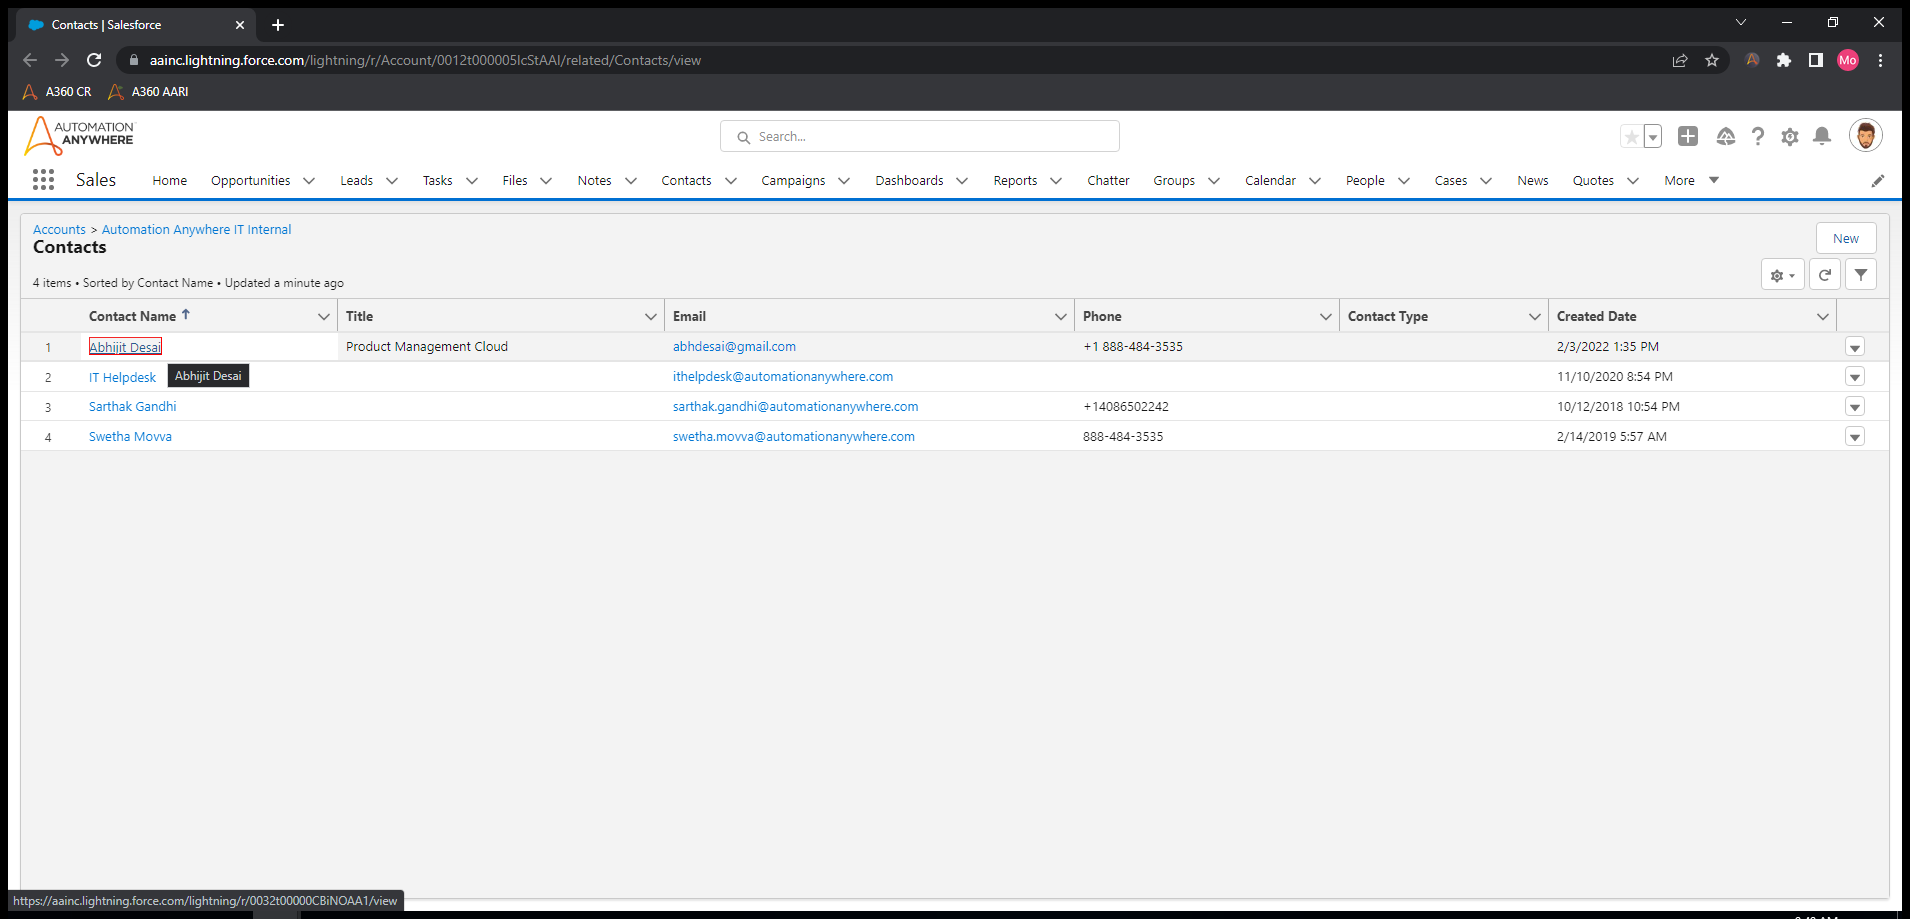 Contacts | Salesforce
aainc.lightning.force.com/lightning/r/Account/0012t000005IcStAAI/related/Contacts/view
Mo
A360 CR A360 AARI
AUTOMATION
ANYWHERE
Search...
Sales Home Opportunities Leads Tasks Files Notes Contacts Campaigns Dashboards Reports Chatter Groups Calendar People Cases News Quotes More
Accounts > Automation Anywhere IT Internal
Contacts
New
4 items • Sorted by Contact Name • Updated a minute ago
Contact Name Title Email Phone Contact Type Created Date
1 Abhijit Desai Product Management Cloud abhdesai@gmail.com +1 888-484-3535 2/3/2022 1:35 PM
2 IT Helpdesk ithelpdesk@automationanywhere.com 11/10/2020 8:54 PM
Abhijit Desai
3 Sarthak Gandhi sarthak.gandhi@automationanywhere.com +14086502242 10/12/2018 10:54 PM
4 Swetha Movva swetha.movva@automationanywhere.com 888-484-3535 2/14/2019 5:57 AM
https://aainc.lightning.force.com/lightning/r/0032t00000CBiNOAA1/view